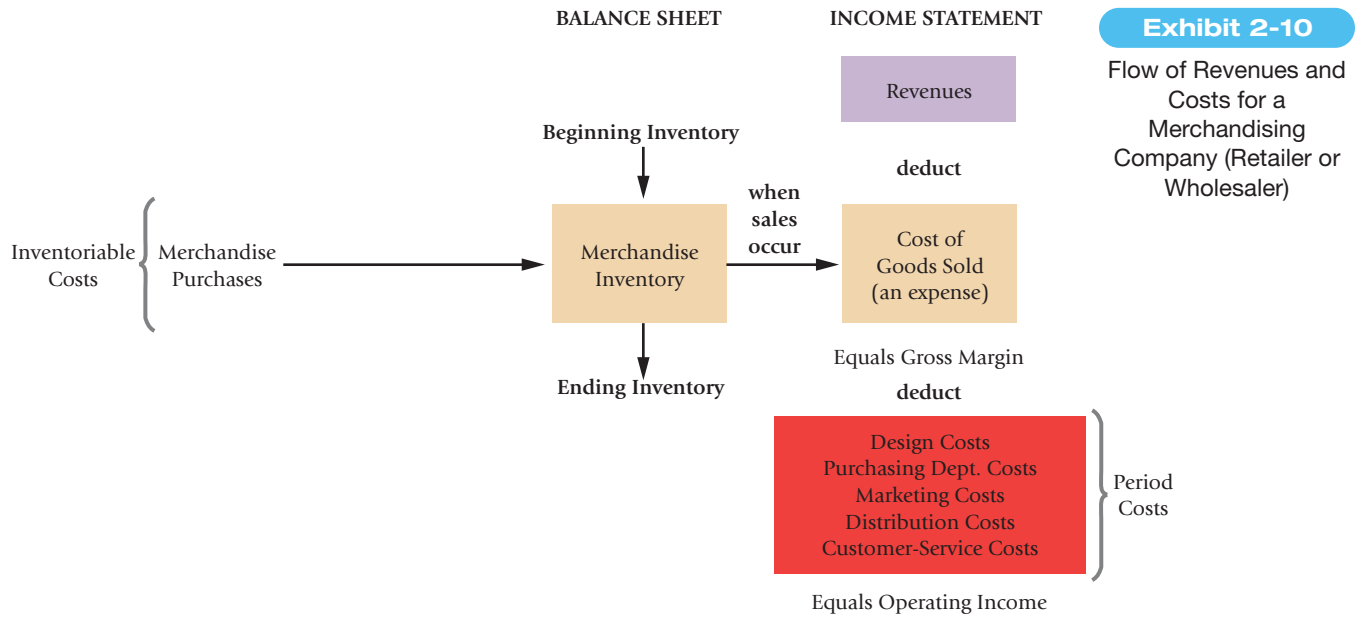 BALANCE SHEET
INCOME STATEMENT
Exhibit 2-10
Flow of Revenues and
Costs for a
Merchandising
Company (Retailer or
Wholesaler)
Revenues
Beginning Inventory
deduct
when
sales
occur
Inventoriable
Costs
Merchandise
Purchases
Merchandise
Inventory
Cost of
Goods Sold
(an expense)
Equals Gross Margin
Ending Inventory
deduct
Design Costs
Purchasing Dept. Costs
Marketing Costs
Distribution Costs
Customer-Service Costs
Period
Costs
Equals Operating Income